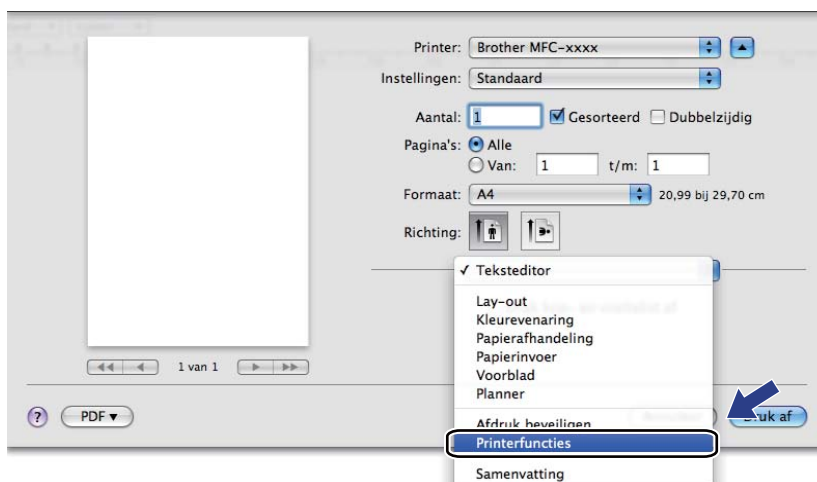 Printer: Brother MFC-xxxx
Instellingen: Standaard
Aantal: 1 Gesorteerd Dubbelzijdig
Pagina's: Alle
Van: 1 t/m: 1
Formaat: A4 20,99 bij 29,70 cm
Richting:
✓ Teksteditor
Lay-out
Kleurevenaring
Papierafhandeling
Papierinvoer
Voorblad
Planner
Afdruk beveiligen
Printerfuncties
Samenvatting
1 van 1
? PDF ▾ Druk af